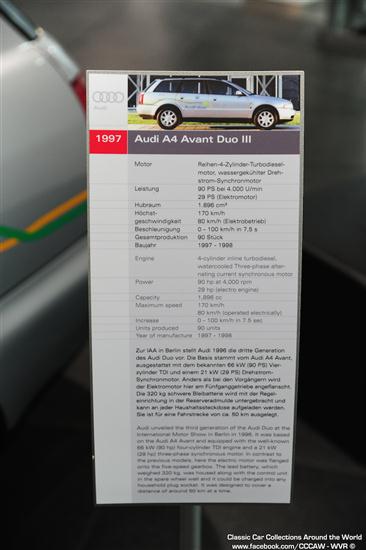 Audi
1997 Audi A4 Avant Duo III
Motor Reihen-4-Zylinder-Turbodiesel-
motor, wassergekühlter Dreh-
strom-Synchronmotor
Leistung 90 PS bei 4.000 U/min
29 PS (Elektromotor)
Hubraum 1.896 cm³
Höchst- 170 km/h
geschwindigkeit 80 km/h (Elektrobetrieb)
Beschleunigung 0 – 100 km/h in 7,5 s
Gesamtproduktion 90 Stück
Baujahr 1997 - 1998
Engine 4-cylinder inline turbodiesel,
watercooled Three-phase alter-
nating current synchronous motor
Power 90 hp at 4,000 rpm
29 hp (electro engine)
Capacity 1,896 cc
Maximum speed 170 km/h
80 km/h (operated electrically)
Increase 0 – 100 km/h in 7.5 sec
Units produced 90 units
Year of manufacture 1997 - 1998
Zur IAA in Berlin stellt Audi 1996 die dritte Generation
des Audi Duo vor. Die Basis stammt vom Audi A4 Avant,
ausgestattet mit dem bekannten 66 kW (90 PS) Vier-
zylinder TDI und einem 21 kW (29 PS) Drehstrom-
Synchronmotor. Anders als bei den Vorgängern wird
der Elektromotor hier am Fünfganggetriebe angeflanscht.
Die 320 kg schwere Bleibatterie wird mit der Regel-
einrichtung in der Reserveradmulde untergebracht und
kann an jeder Haushaltssteckdose aufgeladen werden.
Sie ist für eine Fahrstrecke von ca. 50 km ausgelegt.
Audi unveiled the third generation of the Audi Duo at the
International Motor Show in Berlin in 1996. It was based
on the Audi A4 Avant and equipped with the well-known
66 kW (90 hp) four-cylinder TDI engine and a 21 kW
(29 hp) three-phase synchronous motor. In contrast to
the previous models, here the electric motor was flanged
onto the five-speed gearbox. The lead battery, which
weighed 320 kg, was housed along with the control unit
in the spare wheel well and it could be charged into any
household plug socket. It was designed to cover a
distance of around 50 km at a time.
Classic Car Collections Around the World
www.facebook.com/CCCAW - WVR ©